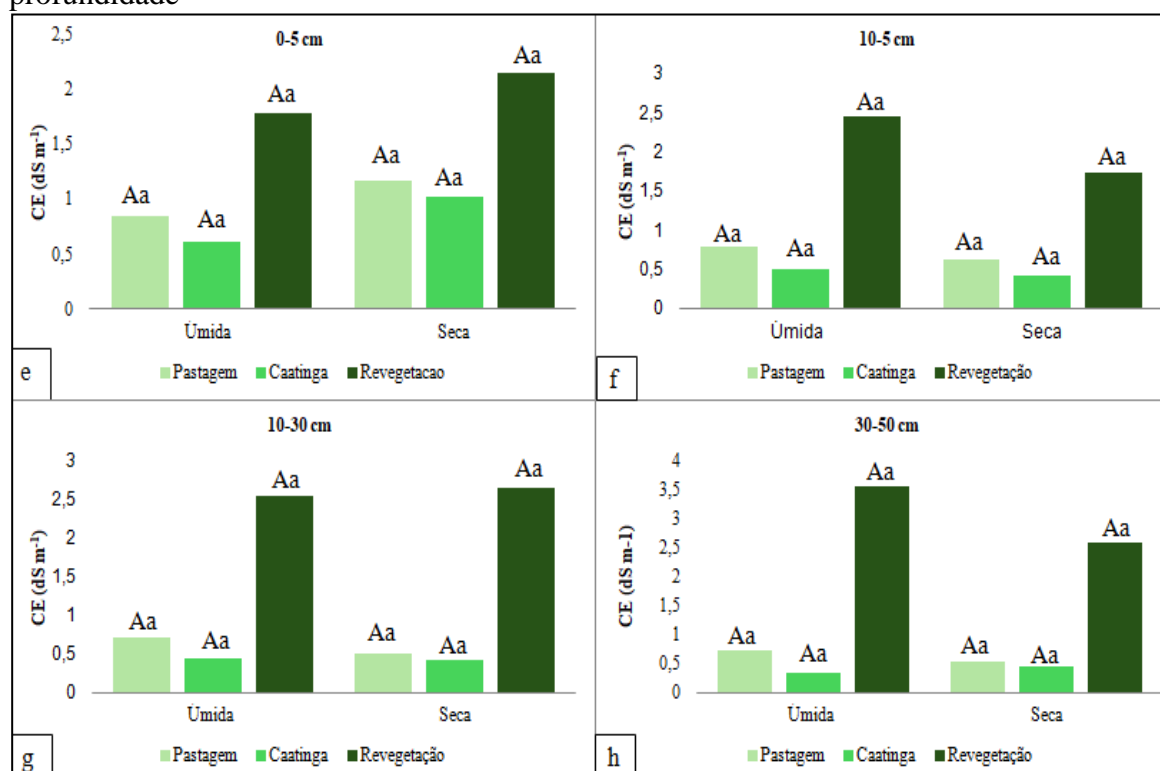 profundidade
0-5 cm
CE (dS m⁻¹)
2,5
2
1,5
1
0,5
0
Aa Aa Aa Aa Aa Aa
Úmida Seca
e
Pastagem Caatinga Revegetacao
10-5 cm
CE (dS m⁻¹)
3
2,5
2
1,5
1
0,5
0
Aa Aa Aa Aa Aa Aa
Úmida Seca
f
Pastagem Caatinga Revegetação
10-30 cm
CE (dS m⁻¹)
3
2,5
2
1,5
1
0,5
0
Aa Aa Aa Aa Aa Aa
Úmida Seca
g
Pastagem Caatinga Revegetação
30-50 cm
CE (dS m-1)
4
3,5
3
2,5
2
1,5
1
0,5
0
Aa Aa Aa Aa Aa Aa
Úmida Seca
h
Pastagem Caatinga Revegetação